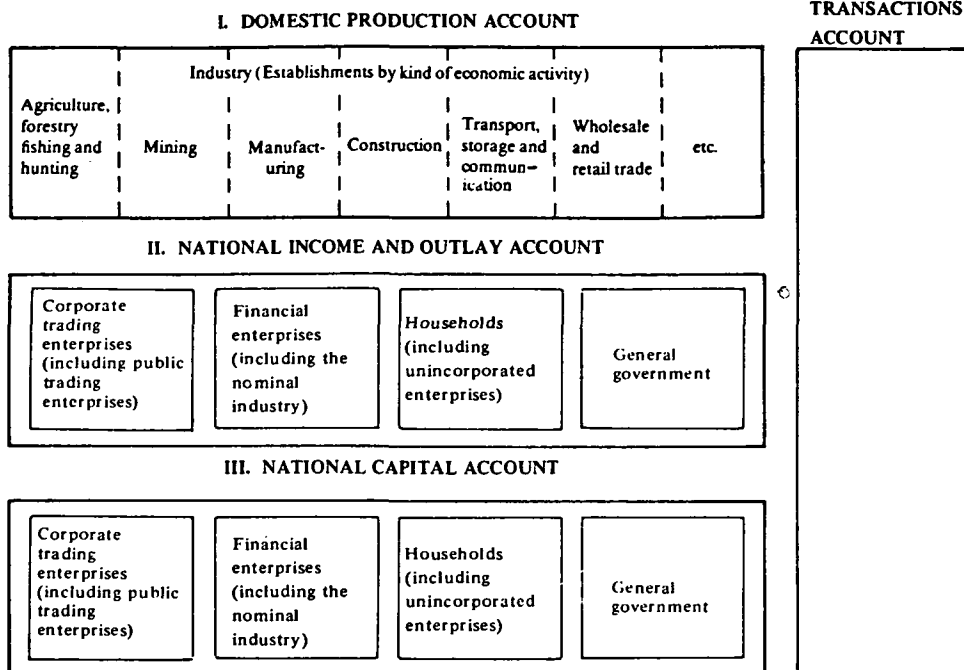 I. DOMESTIC PRODUCTION ACCOUNT
TRANSACTIONS
ACCOUNT
Industry (Establishments by kind of economic activity)
Agriculture,
forestry
fishing and
hunting
Mining
Manufact-
uring
Construction
Transport,
storage and
commun-
ication
Wholesale
and
retail trade
etc.
II. NATIONAL INCOME AND OUTLAY ACCOUNT
Corporate
trading
enterprises
(including public
trading
enterprises)
Financial
enterprises
(including the
nominal
industry)
Households
(including
unincorporated
enterprises)
General
government
III. NATIONAL CAPITAL ACCOUNT
Corporate
trading
enterprises
(including public
trading
enterprises)
Financial
enterprises
(including the
nominal
industry)
Households
(including
unincorporated
enterprises)
General
government